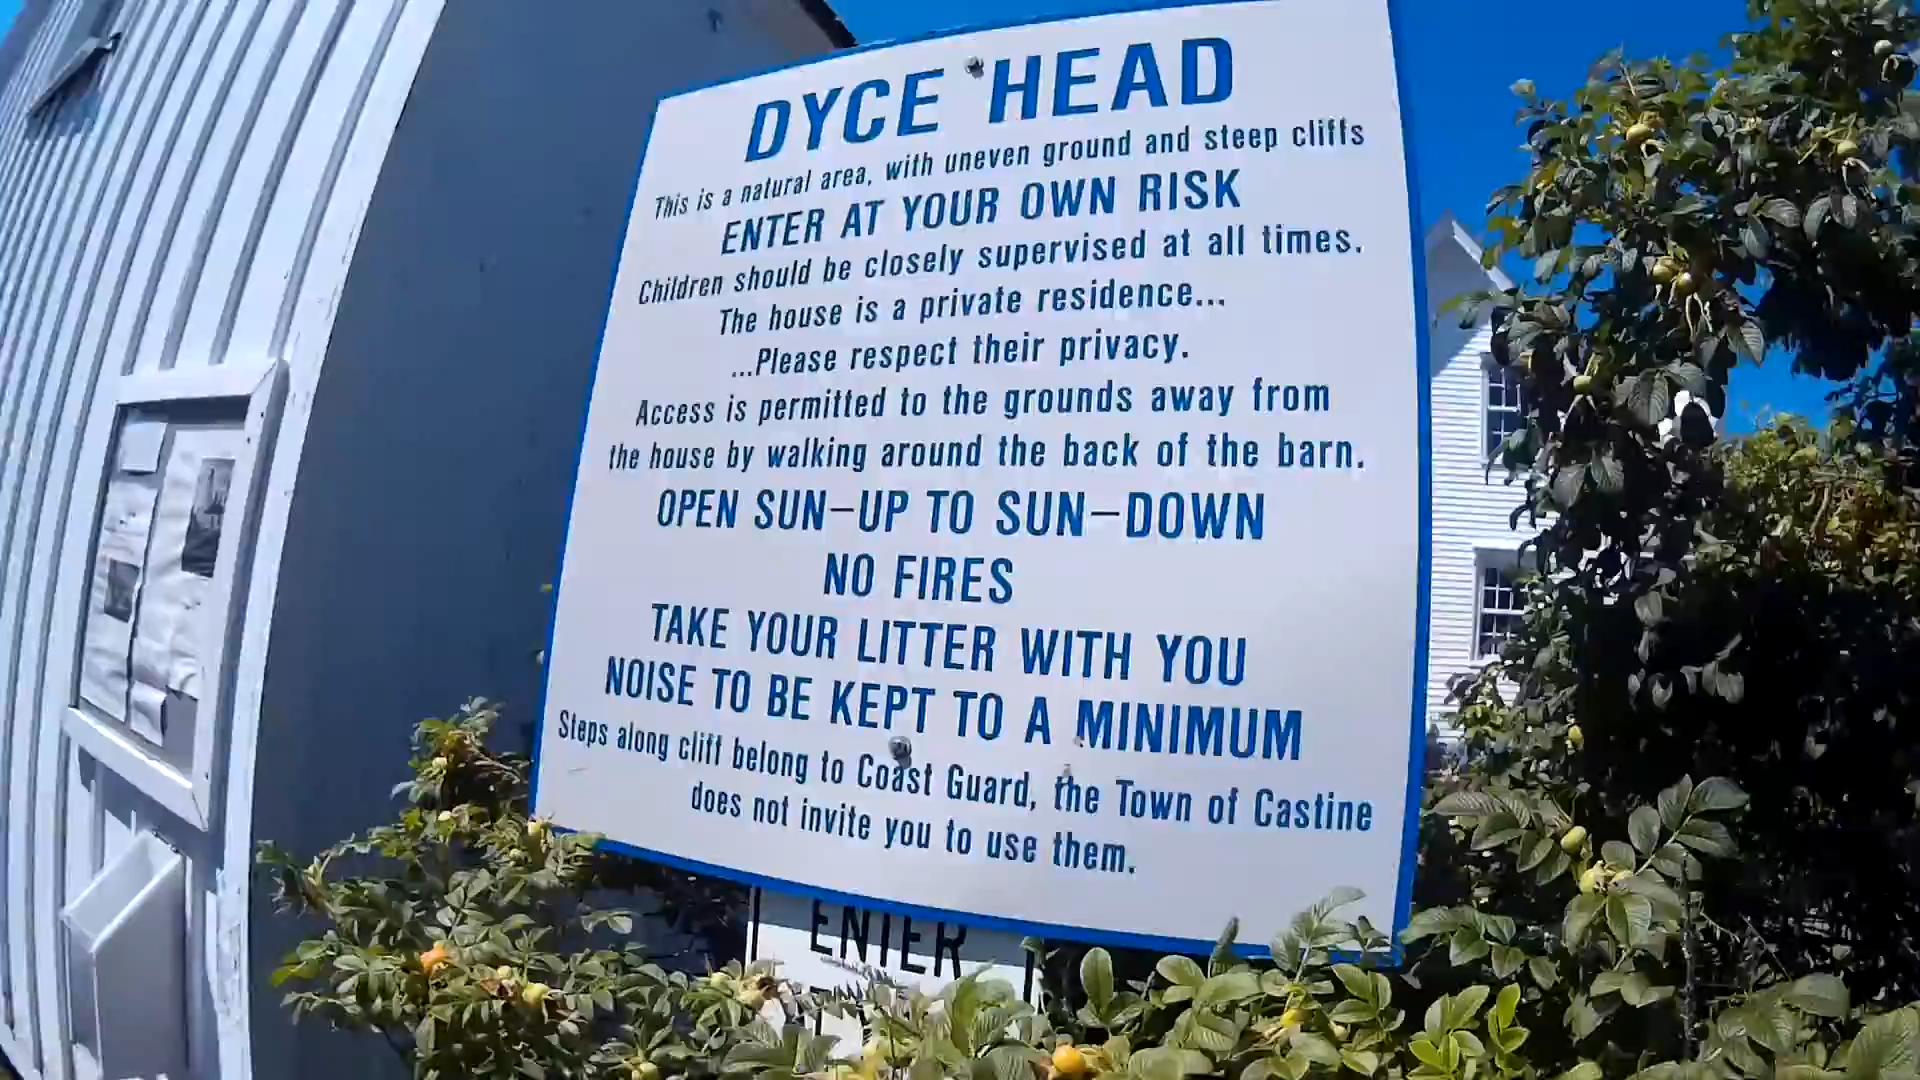 DYCE HEAD
This is a natural area, with uneven ground and steep cliffs
ENTER AT YOUR OWN RISK
Children should be closely supervised at all times.
The house is a private residence...
...Please respect their privacy.
Access is permitted to the grounds away from
the house by walking around the back of the barn.
OPEN SUN-UP TO SUN-DOWN
NO FIRES
TAKE YOUR LITTER WITH YOU
NOISE TO BE KEPT TO A MINIMUM
Steps along cliff belong to Coast Guard, the Town of Castine
does not invite you to use them.
ENTER